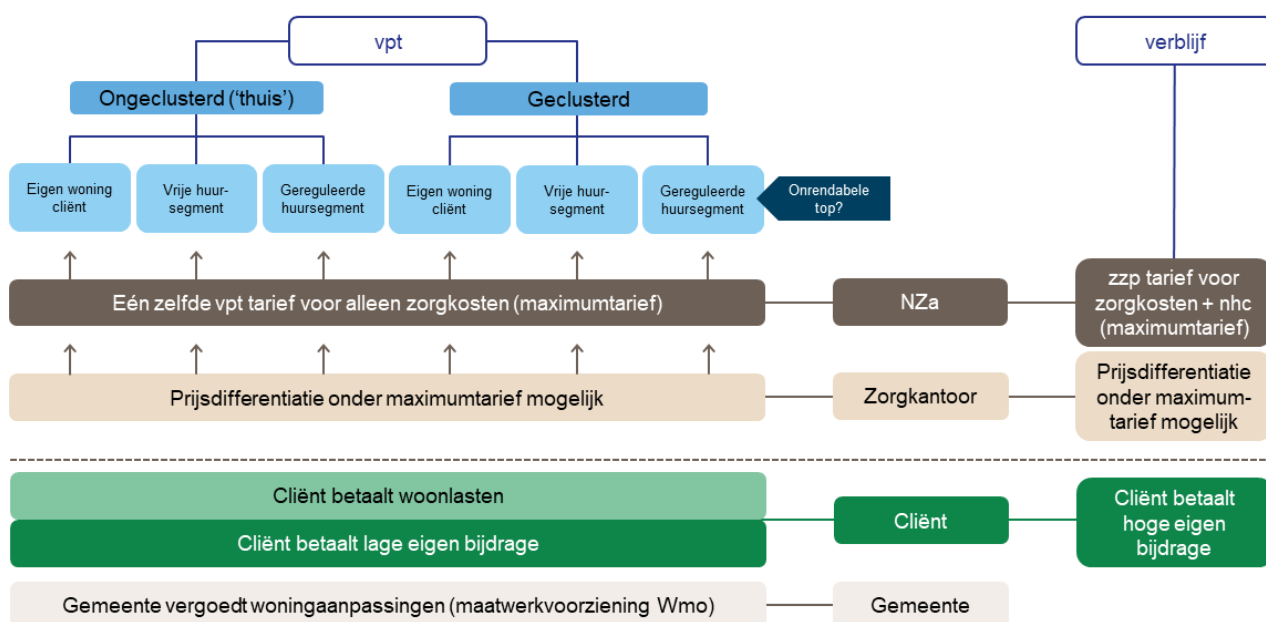 vpt
verblijf
Ongeclusterd (‘thuis’)
Geclusterd
Eigen woning
cliënt
Vrije huur-
segment
Gereguleerde
huursegment
Eigen woning
cliënt
Vrije huur-
segment
Gereguleerde
huursegment
Onrendabele
top?
Eén zelfde vpt tarief voor alleen zorgkosten (maximumtarief)
NZa
zzp tarief voor
zorgkosten + nhc
(maximumtarief)
Prijsdifferentiatie onder maximumtarief mogelijk
Zorgkantoor
Prijsdifferentiatie
onder maximum-
tarief mogelijk
Cliënt betaalt woonlasten
Cliënt betaalt lage eigen bijdrage
Cliënt
Cliënt betaalt
hoge eigen
bijdrage
Gemeente vergoedt woningaanpassingen (maatwerkvoorziening Wmo)
Gemeente